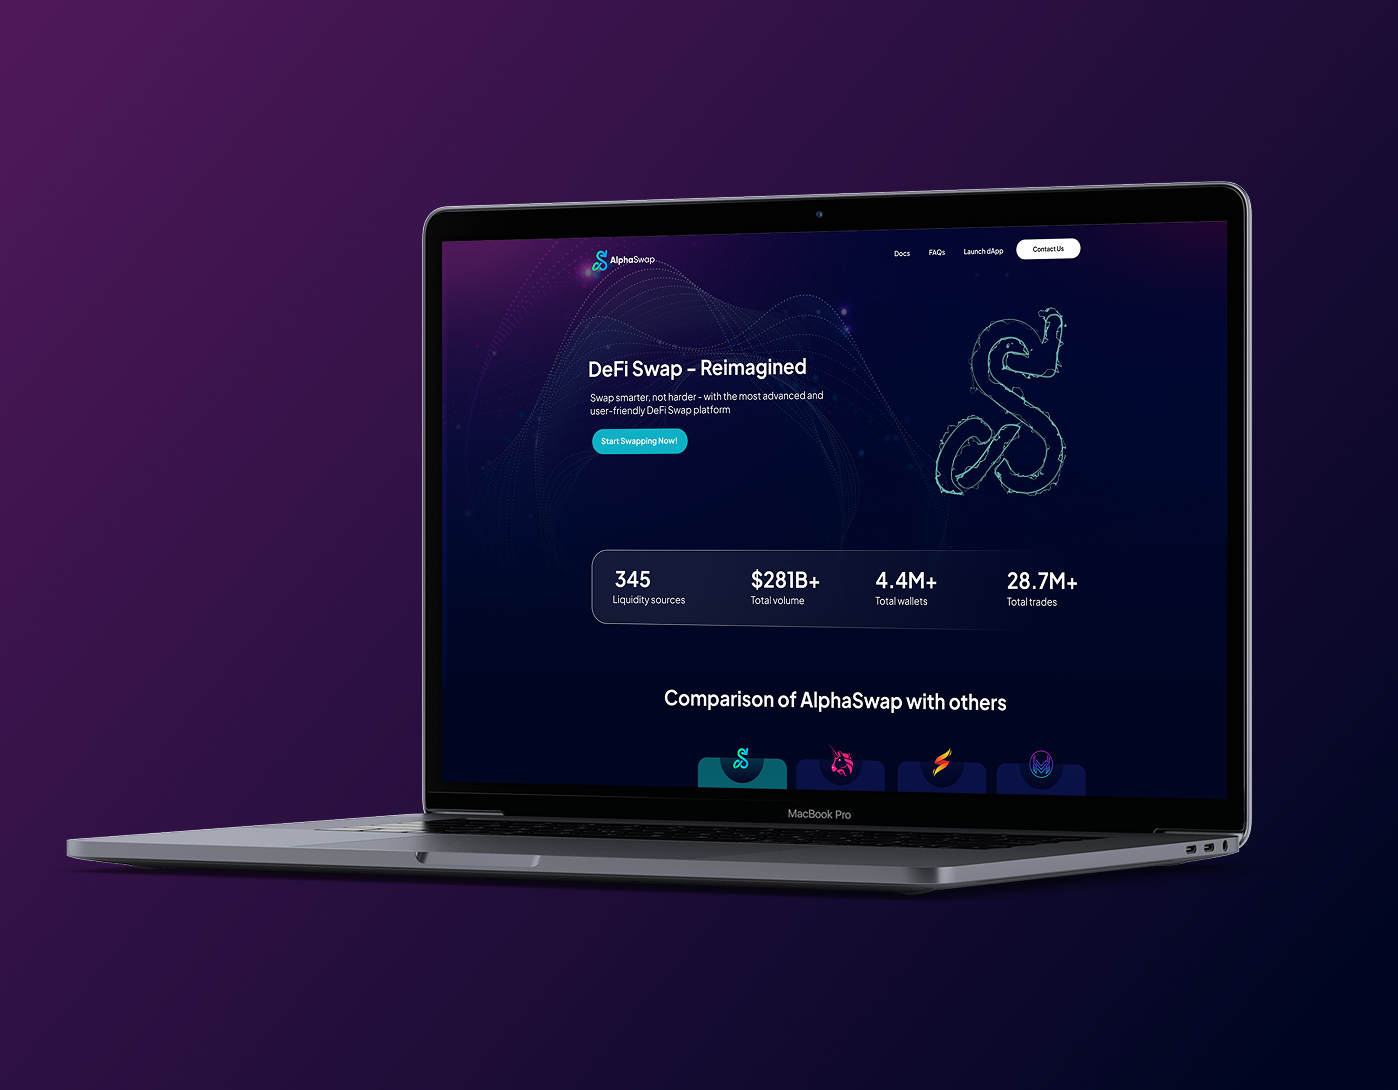 AlphaSwap
Docs
FAQs
Launch dApp
Contact Us
DeFi Swap - Reimagined
Swap smarter, not harder - with the most advanced and
user-friendly DeFi Swap platform
Start Swapping Now!
345
Liquidity sources
$281B+
Total volume
4.4M+
Total wallets
28.7M+
Total trades
Comparison of AlphaSwap with others
MacBook Pro